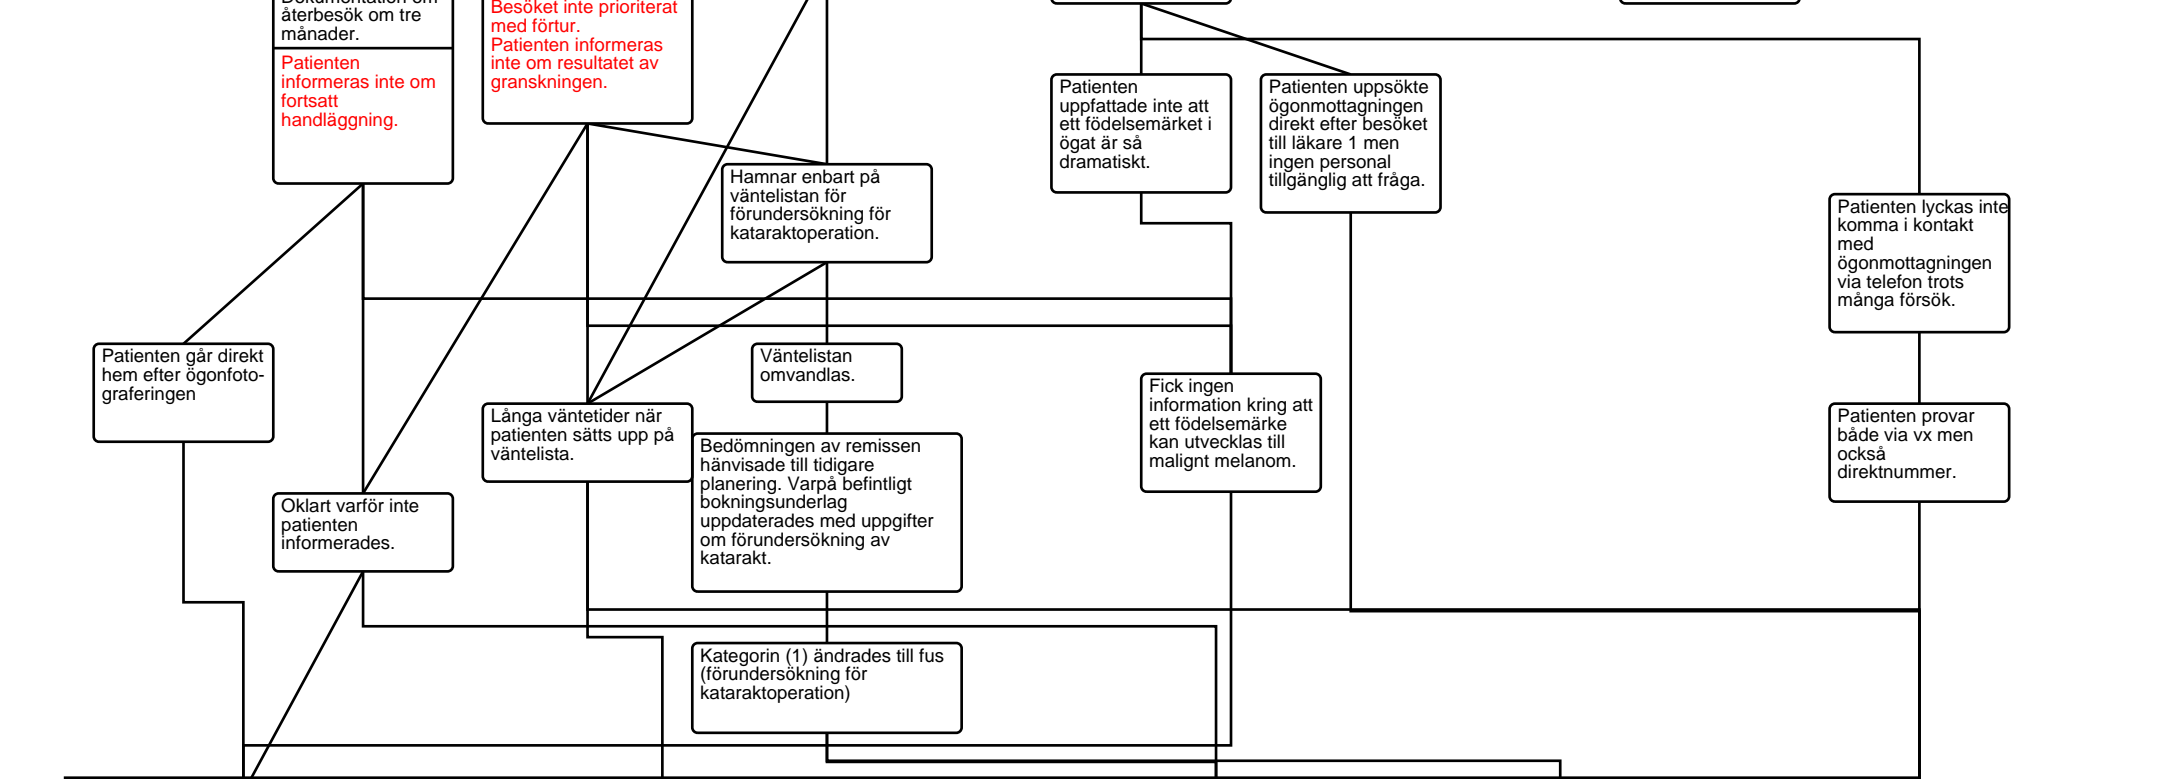 Dokumentation om
återbesök om tre
månader.
Patienten
informeras inte om
fortsatt
handläggning.
Besöket inte prioriterat
med förtur.
Patienten informeras
inte om resultatet av
granskningen.
Hamnar enbart på
väntelistan för
förundersökning för
kataraktoperation.
Patienten
uppfattade inte att
ett födelsemärket i
ögat är så
dramatiskt.
Patienten uppsökte
ögonmottagningen
direkt efter besöket
till läkare 1 men
ingen personal
tillgänglig att fråga.
Patienten lyckas inte
komma i kontakt
med
ögonmottagningen
via telefon trots
många försök.
Patienten går direkt
hem efter ögonfoto-
graferingen
Väntelistan
omvandlas.
Långa väntetider när
patienten sätts upp på
väntelista.
Fick ingen
information kring att
ett födelsemärke
kan utvecklas till
malignt melanom.
Patienten provar
både via vx men
också
direktnummer.
Bedömningen av remissen
hänvisade till tidigare
planering. Varpå befintligt
bokningsunderlag
uppdaterades med uppgifter
om förundersökning av
katarakt.
Oklart varför inte
patienten
informerades.
Kategorin (1) ändrades till fus
(förundersökning för
kataraktoperation)